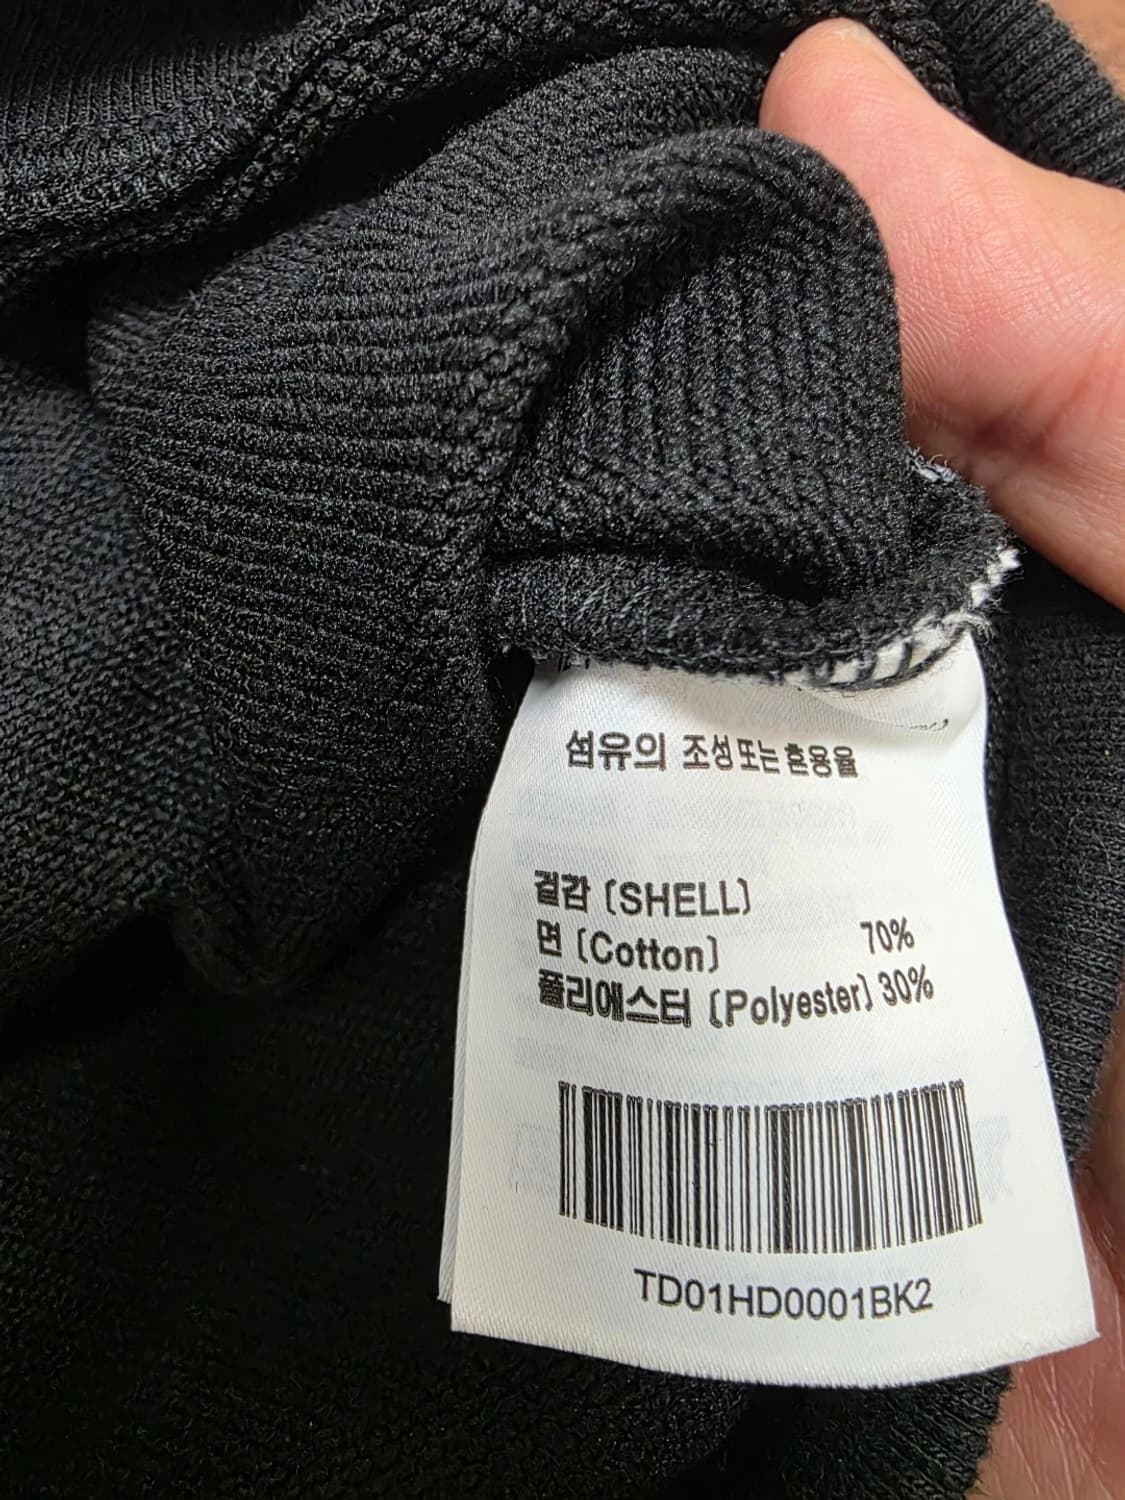 섬유의 조성 또는 혼용율
겉감 (SHELL)
면 (Cotton) 70%
폴리에스터 (Polyester) 30%
TD01HD0001BK2